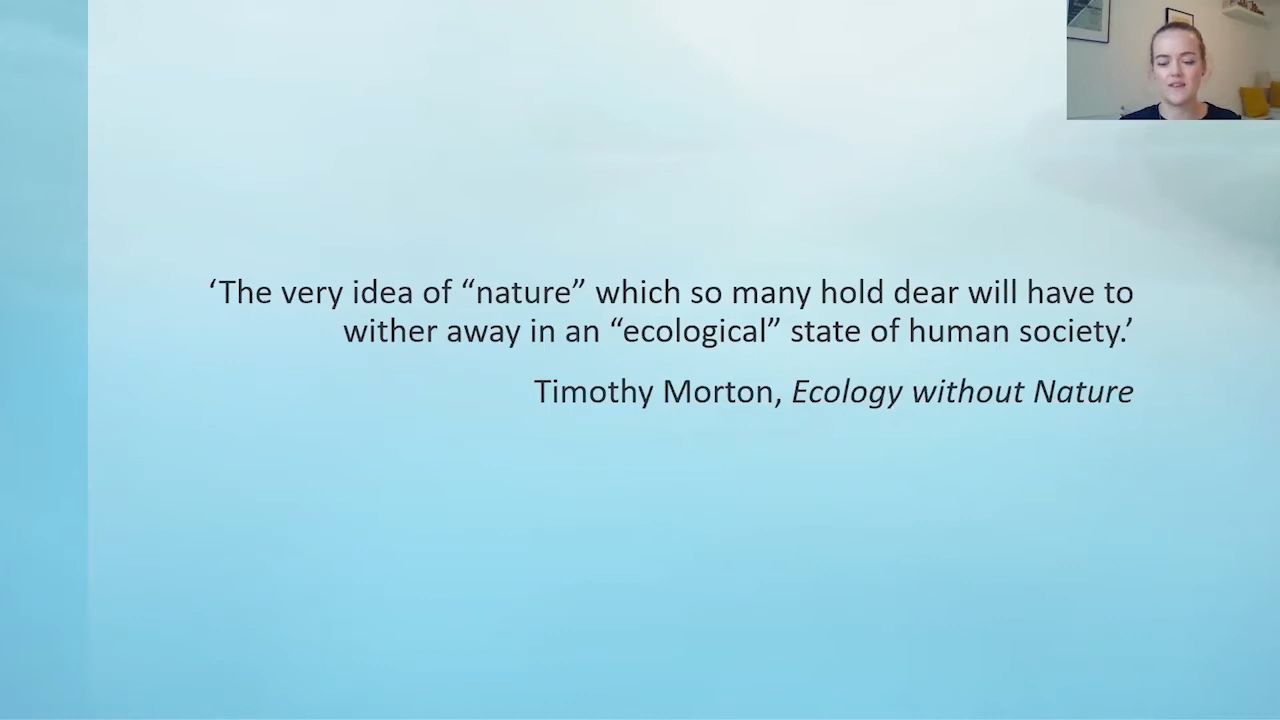 ‘The very idea of “nature” which so many hold dear will have to
wither away in an “ecological” state of human society.’
Timothy Morton, Ecology without Nature